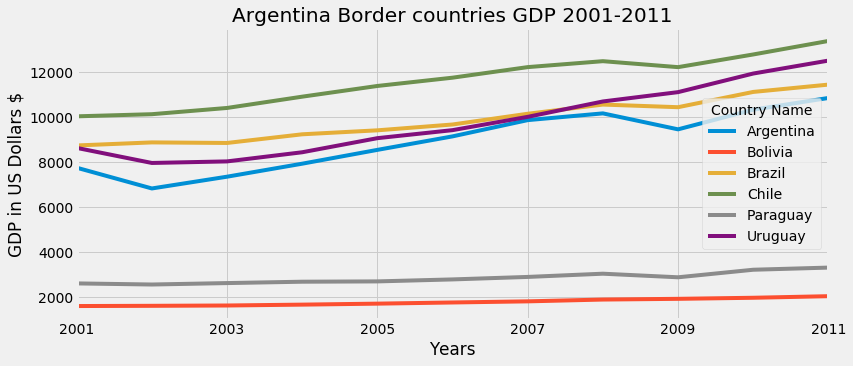 Argentina Border countries GDP 2001-2011
GDP in US Dollars $
12000
10000
8000
6000
4000
2000
Country Name
Argentina
Bolivia
Brazil
Chile
Paraguay
Uruguay
2001 2003 2005 2007 2009 2011
Years